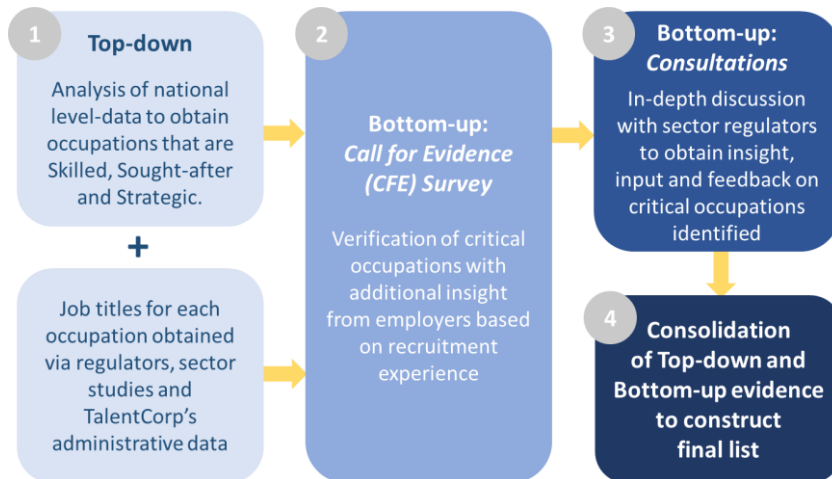 1
Top-down
Analysis of national
level-data to obtain
occupations that are
Skilled, Sought-after
and Strategic.
+
Job titles for each
occupation obtained
via regulators, sector
studies and
TalentCorp's
administrative data
2
Bottom-up:
Call for Evidence
(CFE) Survey
Verification of critical
occupations with
additional insight
from employers based
on recruitment
experience
3
Bottom-up:
Consultations
In-depth discussion
with sector regulators
to obtain insight,
input and feedback on
critical occupations
identified
4
Consolidation
of Top-down and
Bottom-up evidence
to construct
final list